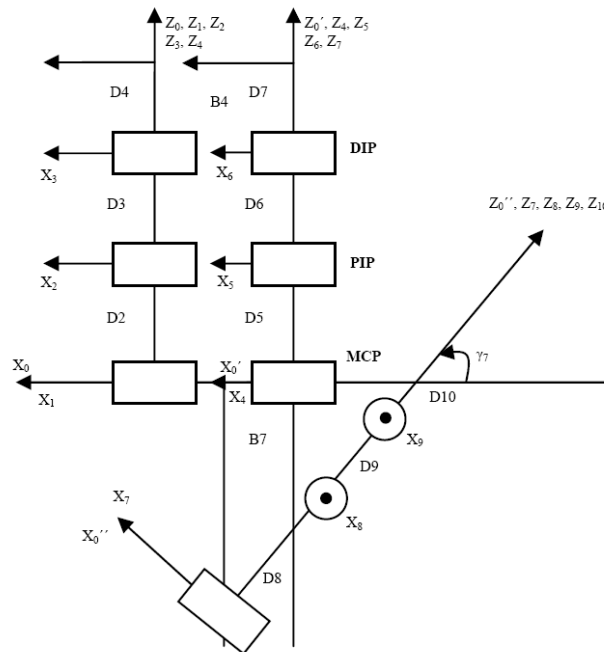 Z₀, Z₁, Z₂
Z₃, Z₄
Z₀′, Z₄, Z₅
Z₆, Z₇
D4
B4
D7
DIP
X₃
X₆
D3
D6
Z₀′′, Z₇, Z₈, Z₉, Z₁₀
PIP
X₂
X₅
D2
D5
MCP
X₀
X₀′
γ₇
X₁
X₄
D10
B7
X₉
D9
X₇
X₈
X₀′′
D8